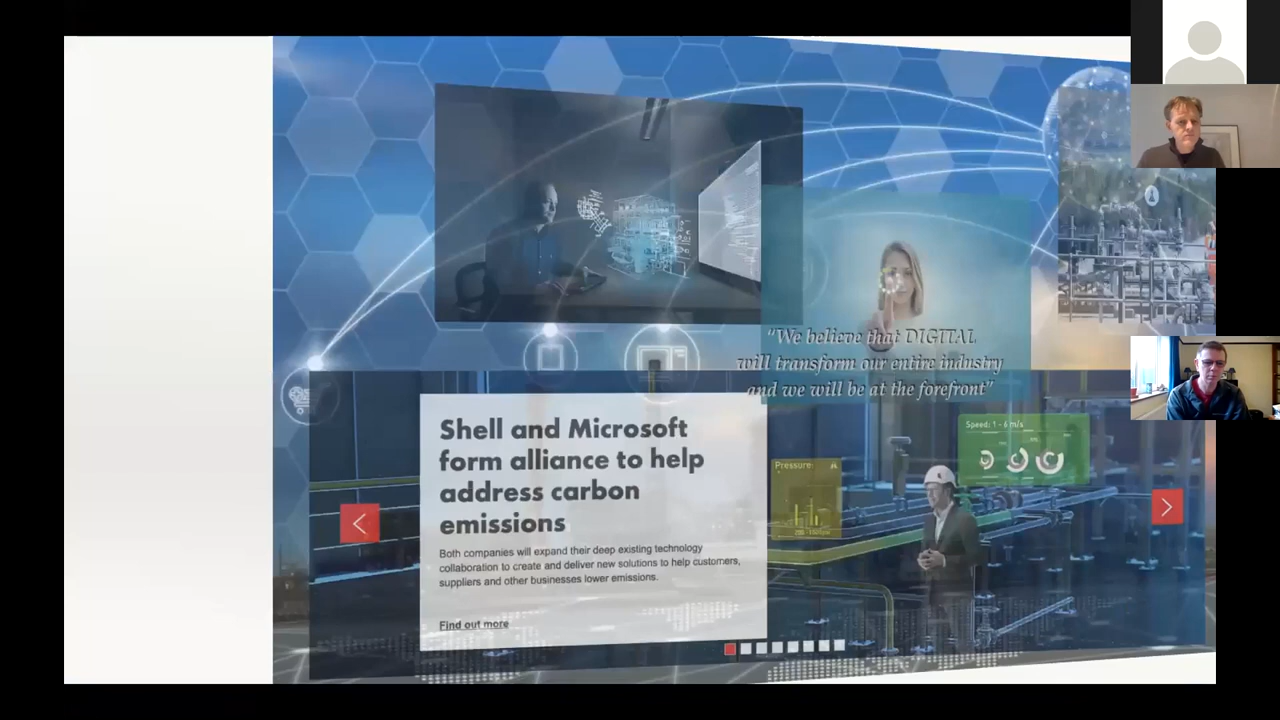 "We believe that DIGITAL
will transform our entire industry
and we will be at the forefront"
Shell and Microsoft
form alliance to help
address carbon
emissions
Both companies will expand their deep existing technology
collaboration to create and deliver new solutions to help customers,
suppliers and other businesses lower emissions.
Find out more
Pressure:
Speed: 1 - 6 m/s